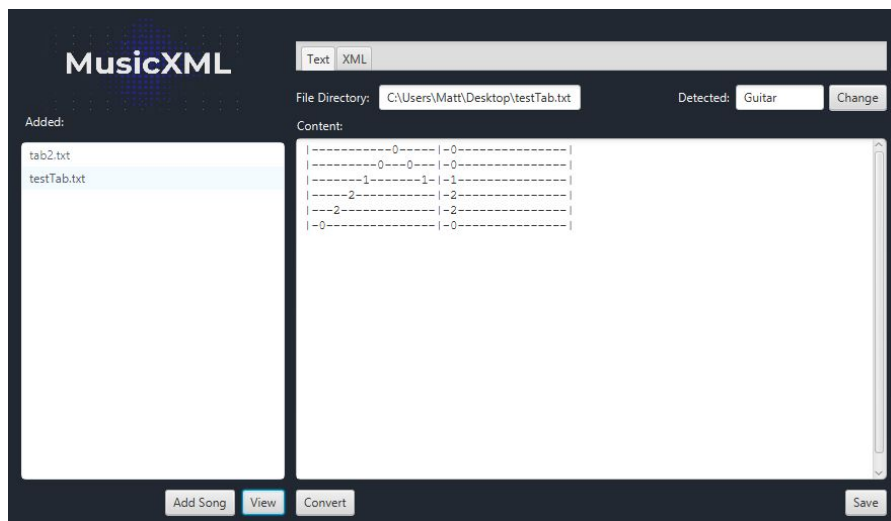 MusicXML
Text XML
File Directory: C:\Users\Matt\Desktop\testTab.txt Detected: Guitar Change
Added:
Content:
tab2.txt
testTab.txt
|-----------0-----|-0---------------|
|---------0---0---|-0---------------|
|-------1-------1-|-1---------------|
|-----2-----------|-2---------------|
|---2-------------|-2---------------|
|-0---------------|-0---------------|
Add Song View Convert Save